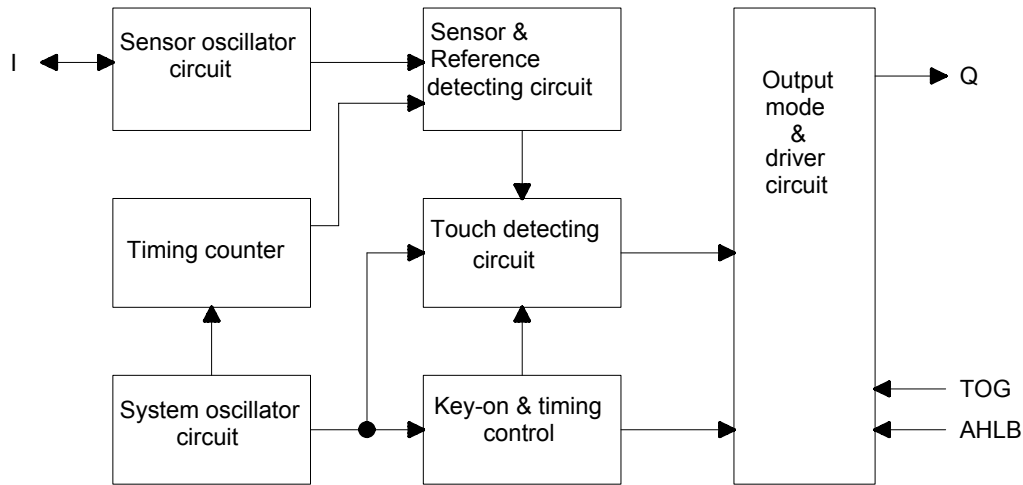 I
Sensor oscillator
circuit
Sensor &
Reference
detecting circuit
Output
mode
&
driver
circuit
Q
Timing counter
Touch detecting
circuit
System oscillator
circuit
Key-on & timing
control
TOG
AHLB